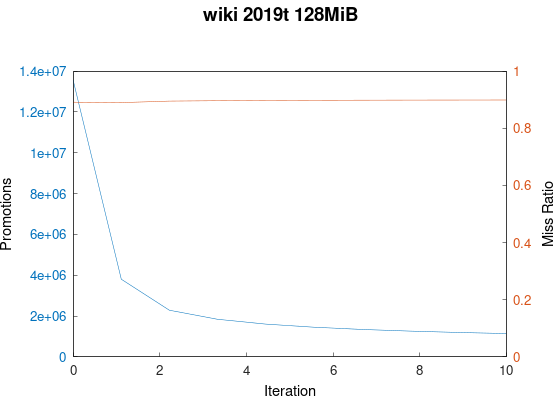 wiki 2019t 128MiB
1.4e+07
1.2e+07
1e+07
8e+06
6e+06
4e+06
2e+06
0
Promotions
1
0.8
0.6
0.4
0.2
0
Miss Ratio
0 2 4 6 8 10
Iteration